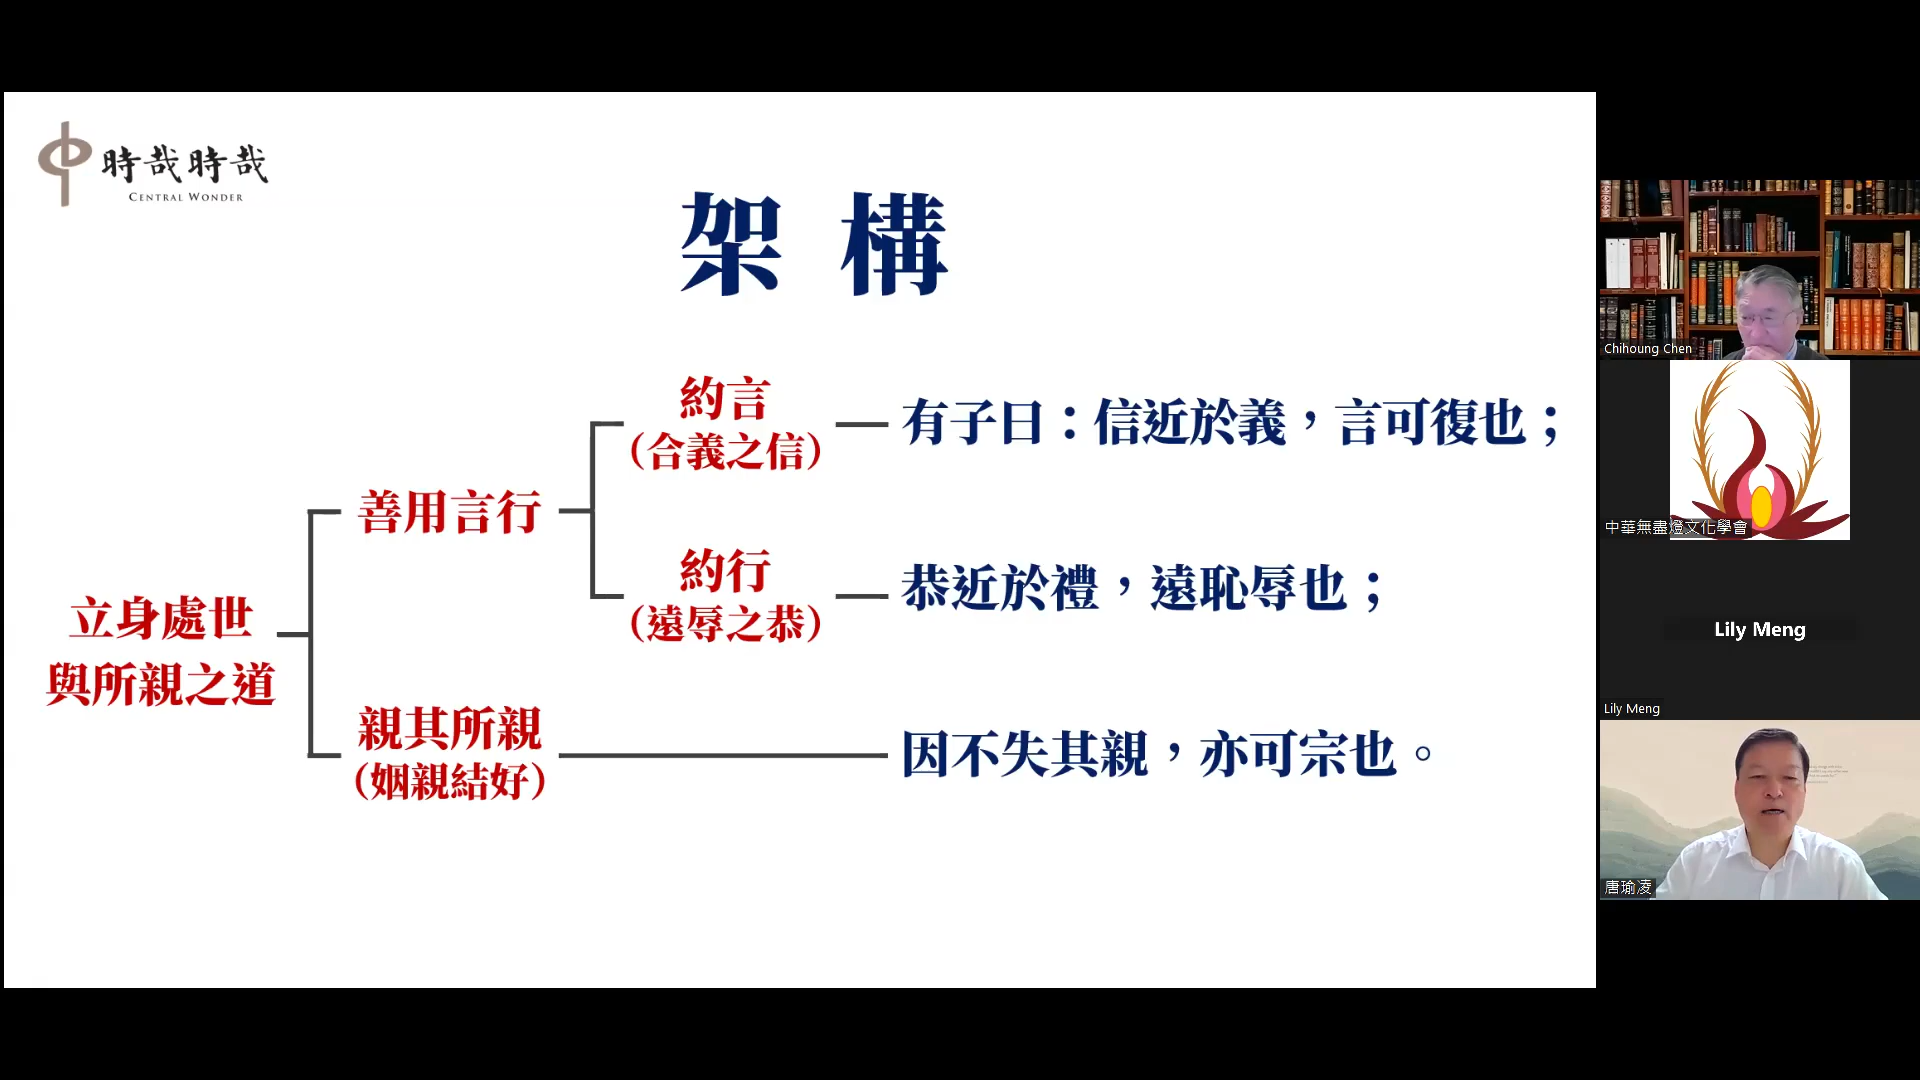 時哉時哉
CENTRAL WONDER
架構
立身處世
與所親之道
善用言行
約言
(合義之信)
有子曰：信近於義，言可復也；
約行
(遠辱之恭)
恭近於禮，遠恥辱也；
親其所親
(姻親結好)
因不失其親，亦可宗也。
Chihoung Chen
中華無盡燈文化學會
Lily Meng
Lily Meng
唐瑜凌